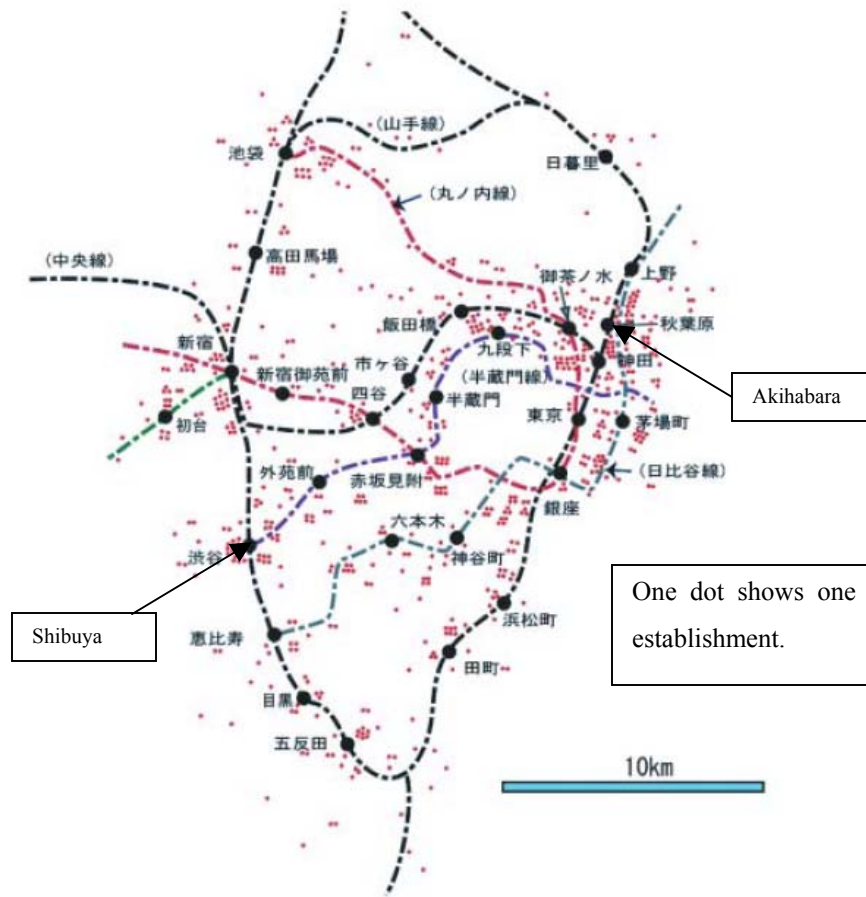 (山手線)
池袋
日暮里
(丸ノ内線)
高田馬場
(中央線)
御茶ノ水
上野
飯田橋
秋葉原
新宿
市ヶ谷
九段下
神田
新宿御苑前
四谷
(半蔵門線)
半蔵門
Akihabara
初台
東京
茅場町
外苑前
赤坂見附
(日比谷線)
銀座
六本木
渋谷
神谷町
One dot shows one
establishment.
Shibuya
恵比寿
浜松町
田町
目黒
五反田
10km